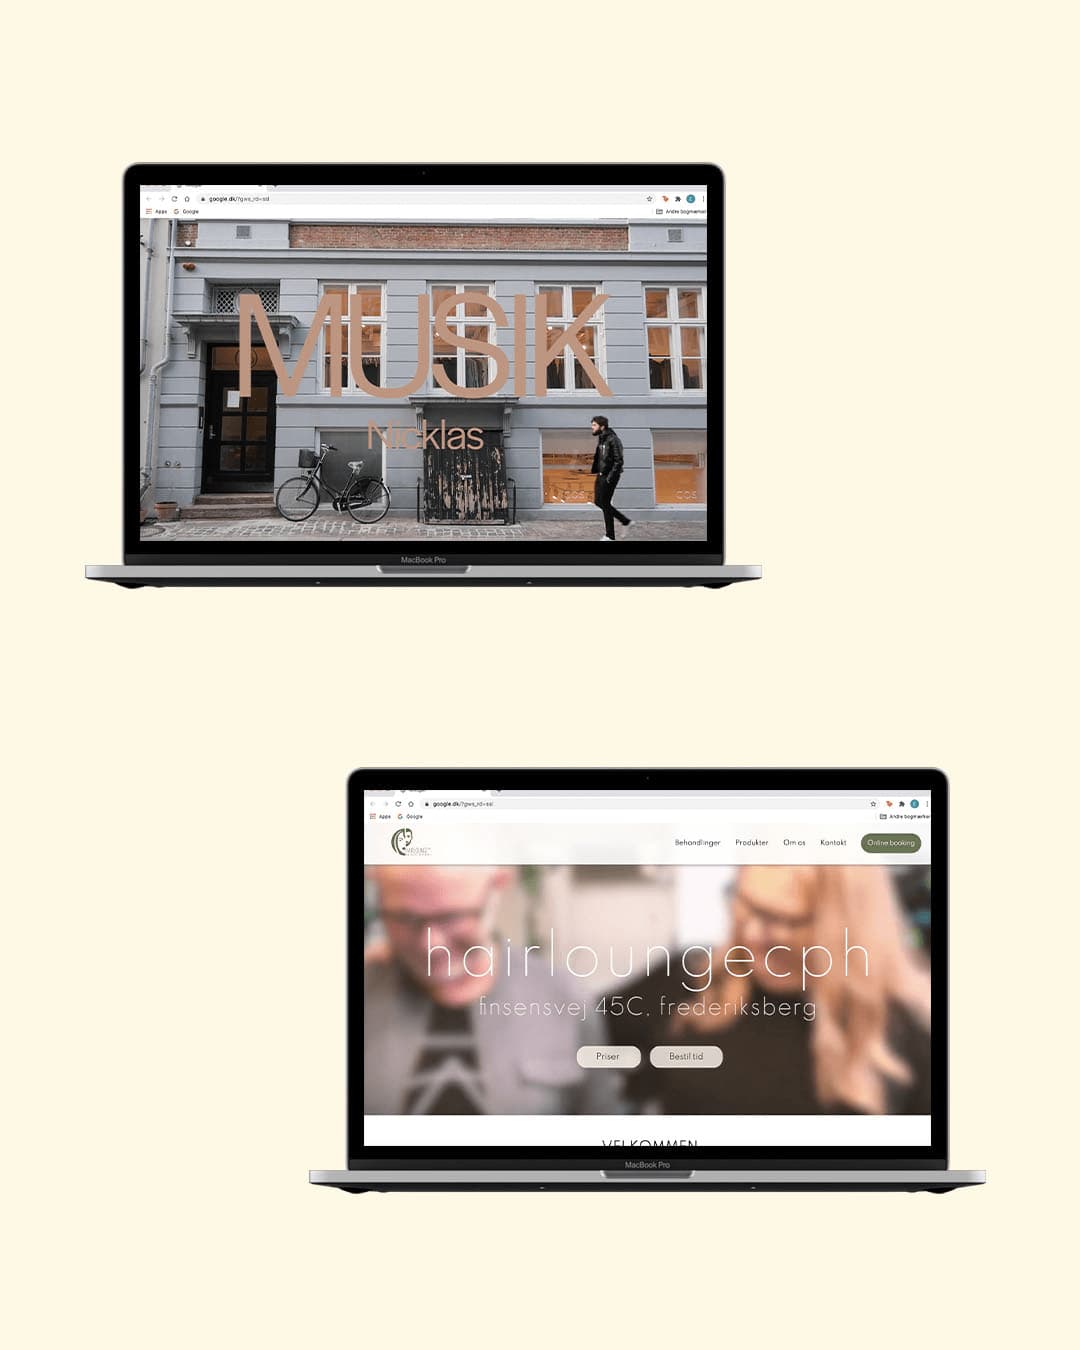 google.dk/?gws_rd=ssl
Apps
Google
Andre bogmærker
MUSIK
Nicklas
COS
COS
MacBook Pro
google.dk/?gws_rd=ssl
Apps
Google
Andre bogmærker
Behandlinger
Produkter
Om os
Kontakt
Online booking
hairloungecph
finsensvej 45C, frederiksberg
Priser
Bestil tid
VELKOMMEN
MacBook Pro